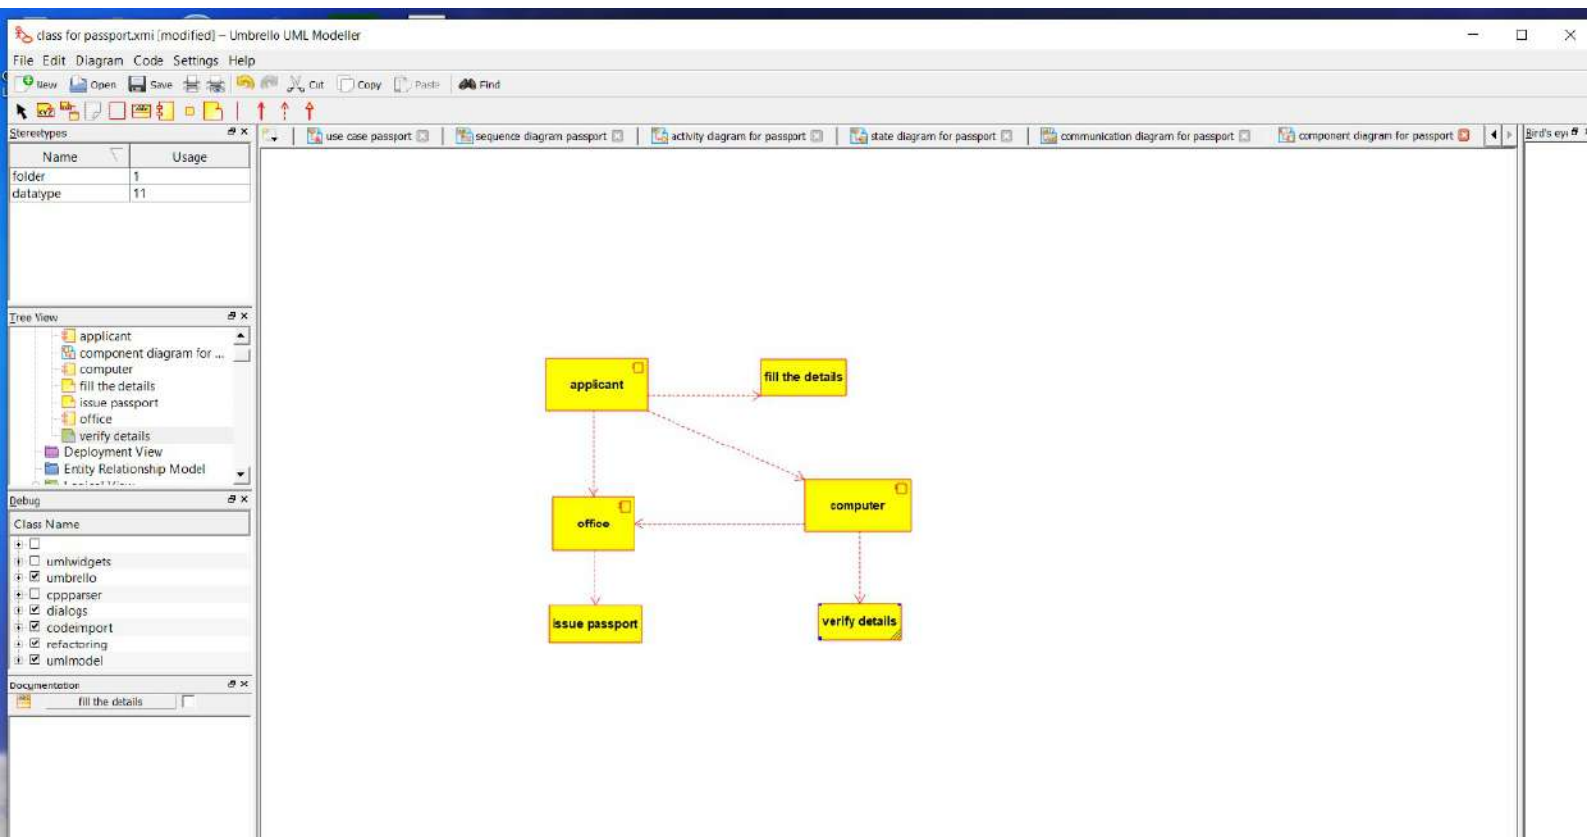 class for passport.xmi [modified] – Umbrello UML Modeller
File Edit Diagram Code Settings Help
New Open Save Cut Copy Paste Find
Stereotypes
Name Usage
folder 1
datatype 11
use case passport
sequence diagram passport
activity diagram for passport
state diagram for passport
communication diagram for passport
component diagram for passport
Bird's eye
Tree View
applicant
component diagram for ...
computer
fill the details
issue passport
office
verify details
Deployment View
Entity Relationship Model
Debug
Class Name
umlwidgets
umbrello
cppparser
dialogs
codeimport
refactoring
umlmodel
Documentation
fill the details
applicant
fill the details
computer
office
issue passport
verify details